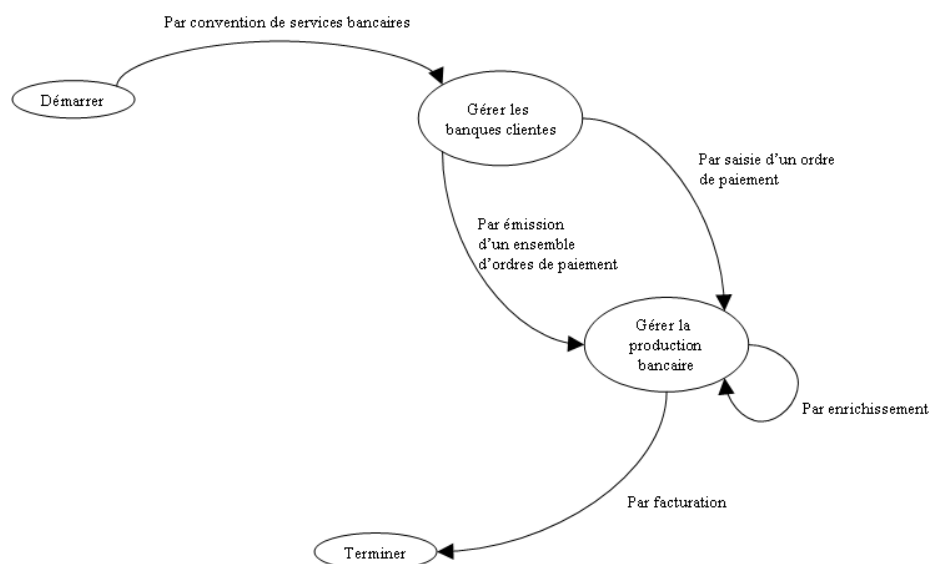 Par convention de services bancaires
Démarrer
Gérer les
banques clientes
Par saisie d'un ordre
de paiement
Par émission
d'un ensemble
d'ordres de paiement
Gérer la
production
bancaire
Par enrichissement
Par facturation
Terminer